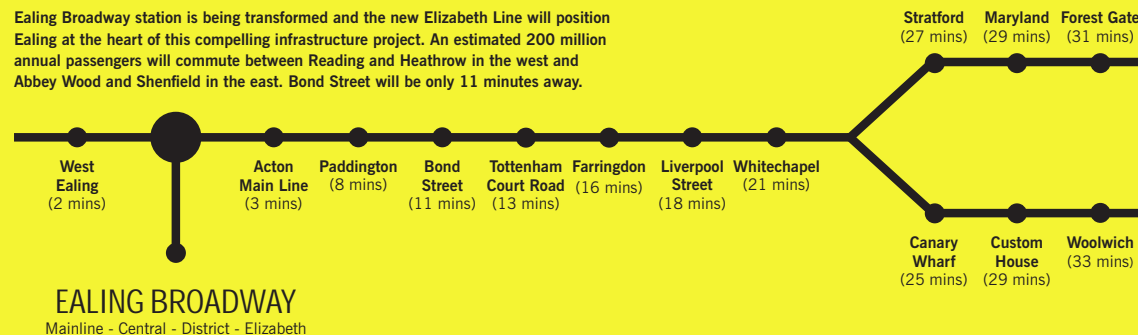 Ealing Broadway station is being transformed and the new Elizabeth Line will position
Ealing at the heart of this compelling infrastructure project. An estimated 200 million
annual passengers will commute between Reading and Heathrow in the west and
Abbey Wood and Shenfield in the east. Bond Street will be only 11 minutes away.
Stratford
(27 mins)
Maryland
(29 mins)
Forest Gate
(31 mins)
West
Ealing
(2 mins)
Acton
Main Line
(3 mins)
Paddington
(8 mins)
Bond
Street
(11 mins)
Tottenham
Court Road
(13 mins)
Farringdon
(16 mins)
Liverpool
Street
(18 mins)
Whitechapel
(21 mins)
Canary
Wharf
(25 mins)
Custom
House
(29 mins)
Woolwich
(33 mins)
EALING BROADWAY
Mainline - Central - District - Elizabeth